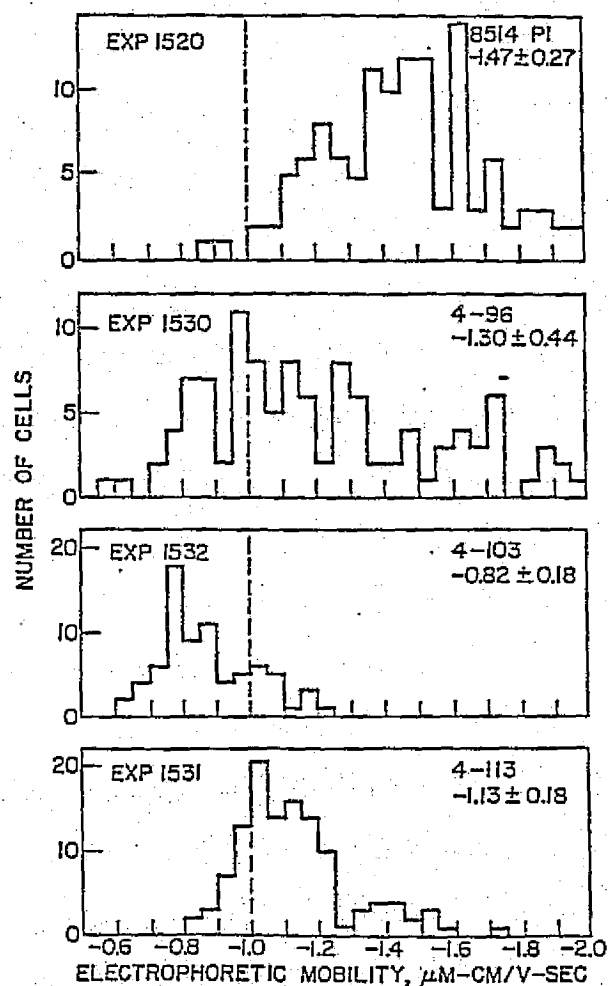 EXP 1520
8514 PI
-1.47±0.27
10
5
0
EXP 1530
4-96
-1.30±0.44
10
5
0
NUMBER OF CELLS
EXP 1532
4-103
-0.82±0.18
20
10
0
EXP 1531
4-113
-1.13±0.18
20
10
0
-0.6 -0.8 -1.0 -1.2 -1.4 -1.6 -1.8 -2.0
ELECTROPHORETIC MOBILITY, µM-CM/V-SEC